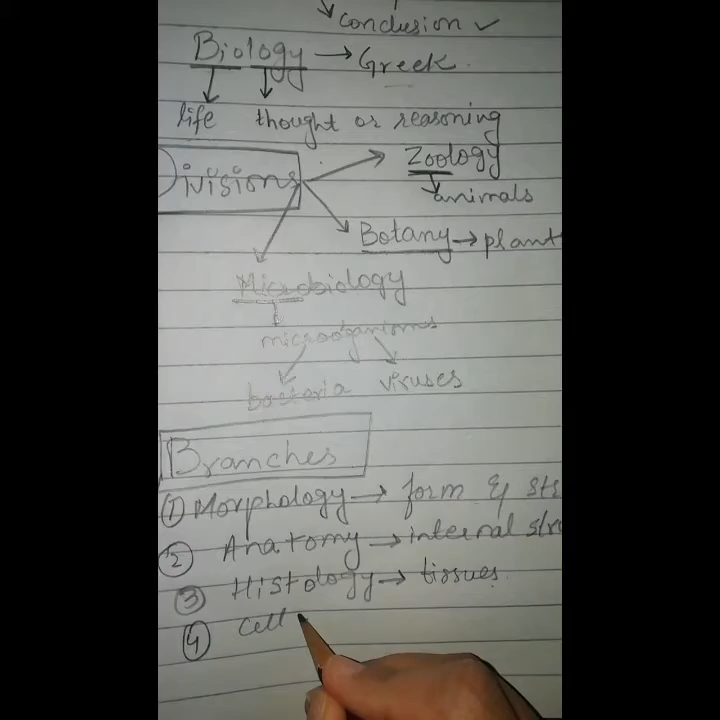 ↘ conclusion ✓
Biology → Greek
life thought or reasoning
Divisions
Zoology
animals
Botany → plant
Microbiology
microoganisms
bacteria viruses
Branches
① Morphology → form &
② Anatomy → internal
③ Histology → tissues
④ Cell